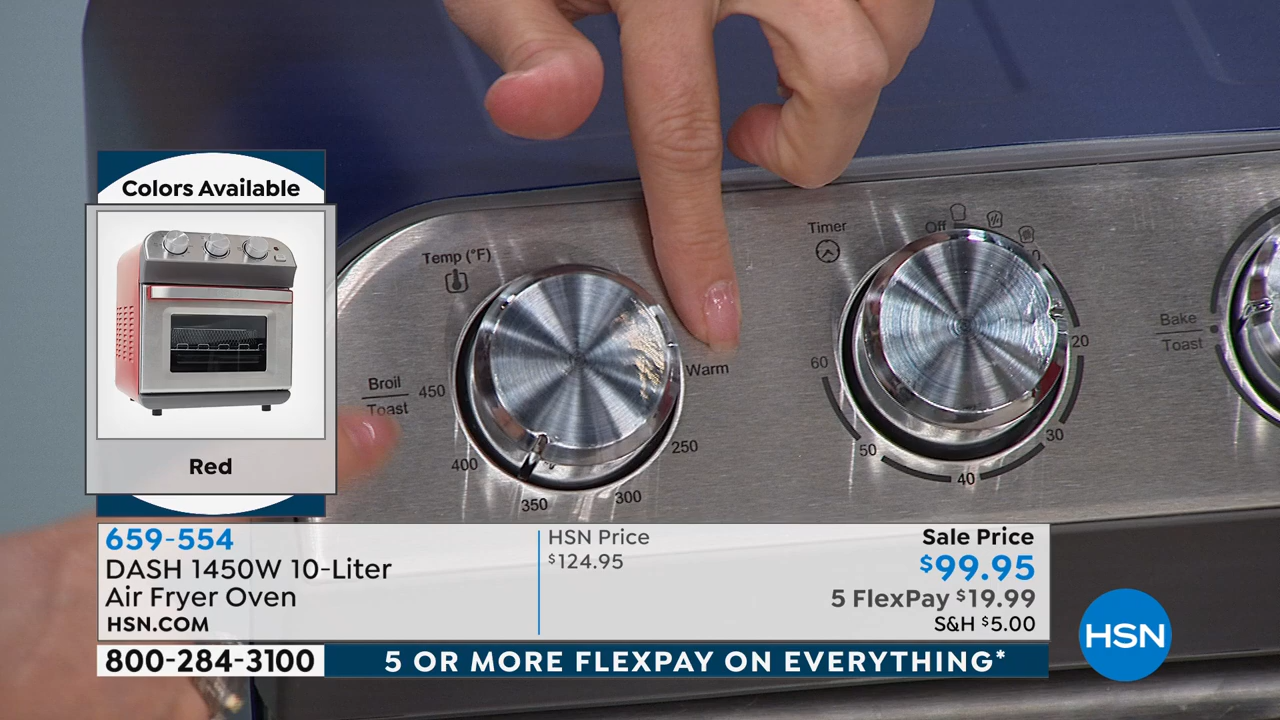 Colors Available
Red
Temp (°F)
Broil
Toast
450
400
350
300
250
Warm
Timer
Off
20
30
40
50
60
Bake
Toast
659-554
DASH 1450W 10-Liter
Air Fryer Oven
HSN.COM
HSN Price
$124.95
Sale Price
$99.95
5 FlexPay $19.99
S&H $5.00
800-284-3100
5 OR MORE FLEXPAY ON EVERYTHING*
HSN